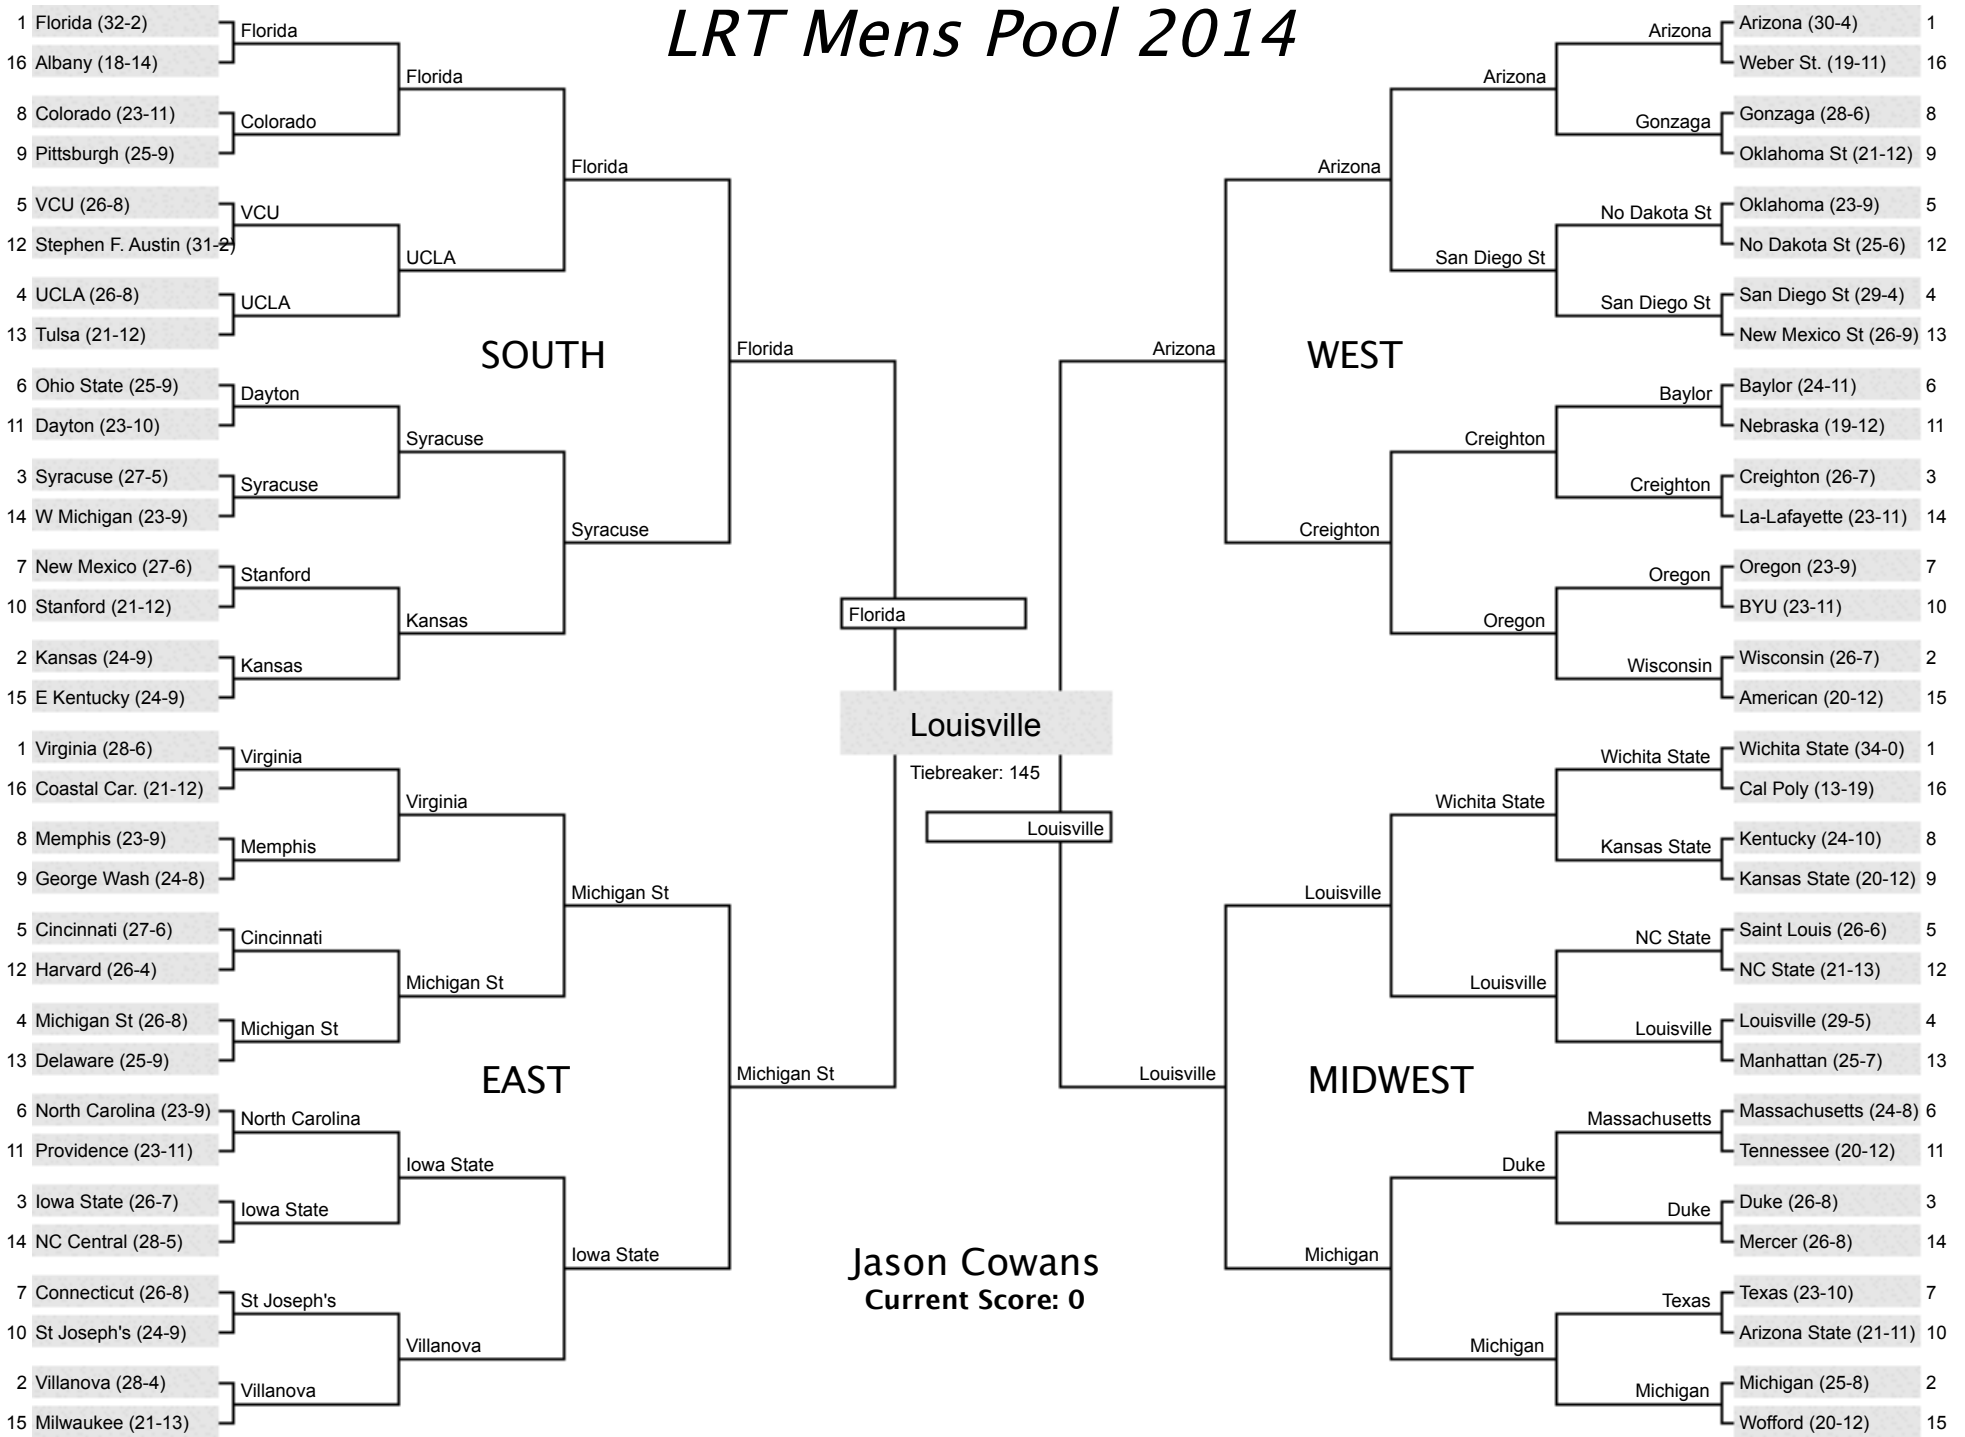 LRT Mens Pool 2014
1 Florida (32-2)
16 Albany (18-14)
8 Colorado (23-11)
9 Pittsburgh (25-9)
5 VCU (26-8)
12 Stephen F. Austin (31-2)
4 UCLA (26-8)
13 Tulsa (21-12)
6 Ohio State (25-9)
11 Dayton (23-10)
3 Syracuse (27-5)
14 W Michigan (23-9)
7 New Mexico (27-6)
10 Stanford (21-12)
2 Kansas (24-9)
15 E Kentucky (24-9)
Florida
Colorado
VCU
UCLA
Dayton
Syracuse
Stanford
Kansas
Florida
UCLA
Syracuse
Kansas
Florida
Syracuse
SOUTH
Florida
1 Virginia (28-6)
16 Coastal Car. (21-12)
8 Memphis (23-9)
9 George Wash (24-8)
5 Cincinnati (27-6)
12 Harvard (26-4)
4 Michigan St (26-8)
13 Delaware (25-9)
6 North Carolina (23-9)
11 Providence (23-11)
3 Iowa State (26-7)
14 NC Central (28-5)
7 Connecticut (26-8)
10 St Joseph's (24-9)
2 Villanova (28-4)
15 Milwaukee (21-13)
Virginia
Memphis
Cincinnati
Michigan St
North Carolina
Iowa State
St Joseph's
Villanova
Virginia
Michigan St
Iowa State
Villanova
Michigan St
Iowa State
EAST
Michigan St
Florida
Louisville
Tiebreaker: 145
Louisville
Jason Cowans
Current Score: 0
Arizona (30-4) 1
Weber St. (19-11) 16
Gonzaga (28-6) 8
Oklahoma St (21-12) 9
Oklahoma (23-9) 5
No Dakota St (25-6) 12
San Diego St (29-4) 4
New Mexico St (26-9) 13
Baylor (24-11) 6
Nebraska (19-12) 11
Creighton (26-7) 3
La-Lafayette (23-11) 14
Oregon (23-9) 7
BYU (23-11) 10
Wisconsin (26-7) 2
American (20-12) 15
Arizona
Gonzaga
No Dakota St
San Diego St
Baylor
Creighton
Oregon
Wisconsin
Arizona
San Diego St
Creighton
Oregon
Arizona
Creighton
WEST
Arizona
Wichita State (34-0) 1
Cal Poly (13-19) 16
Kentucky (24-10) 8
Kansas State (20-12) 9
Saint Louis (26-6) 5
NC State (21-13) 12
Louisville (29-5) 4
Manhattan (25-7) 13
Massachusetts (24-8) 6
Tennessee (20-12) 11
Duke (26-8) 3
Mercer (26-8) 14
Texas (23-10) 7
Arizona State (21-11) 10
Michigan (25-8) 2
Wofford (20-12) 15
Wichita State
Kansas State
NC State
Louisville
Massachusetts
Duke
Texas
Michigan
Wichita State
Louisville
Duke
Michigan
Louisville
Michigan
MIDWEST
Louisville